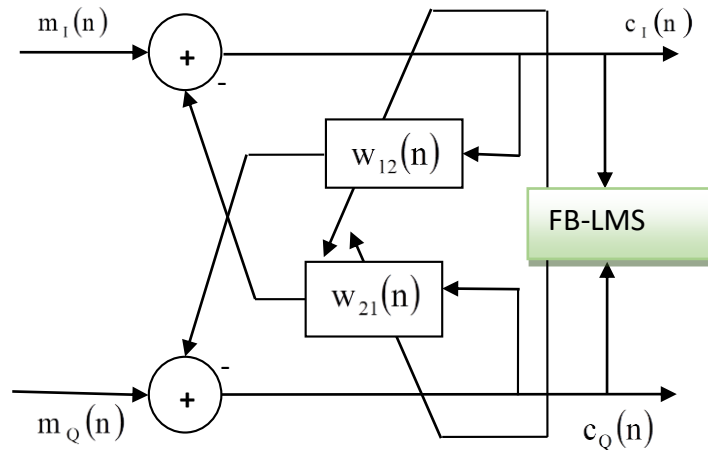 m_I(n) c_I(n)
+
-
w_12(n)
FB-LMS
w_21(n)
-
+
m_Q(n) c_Q(n)